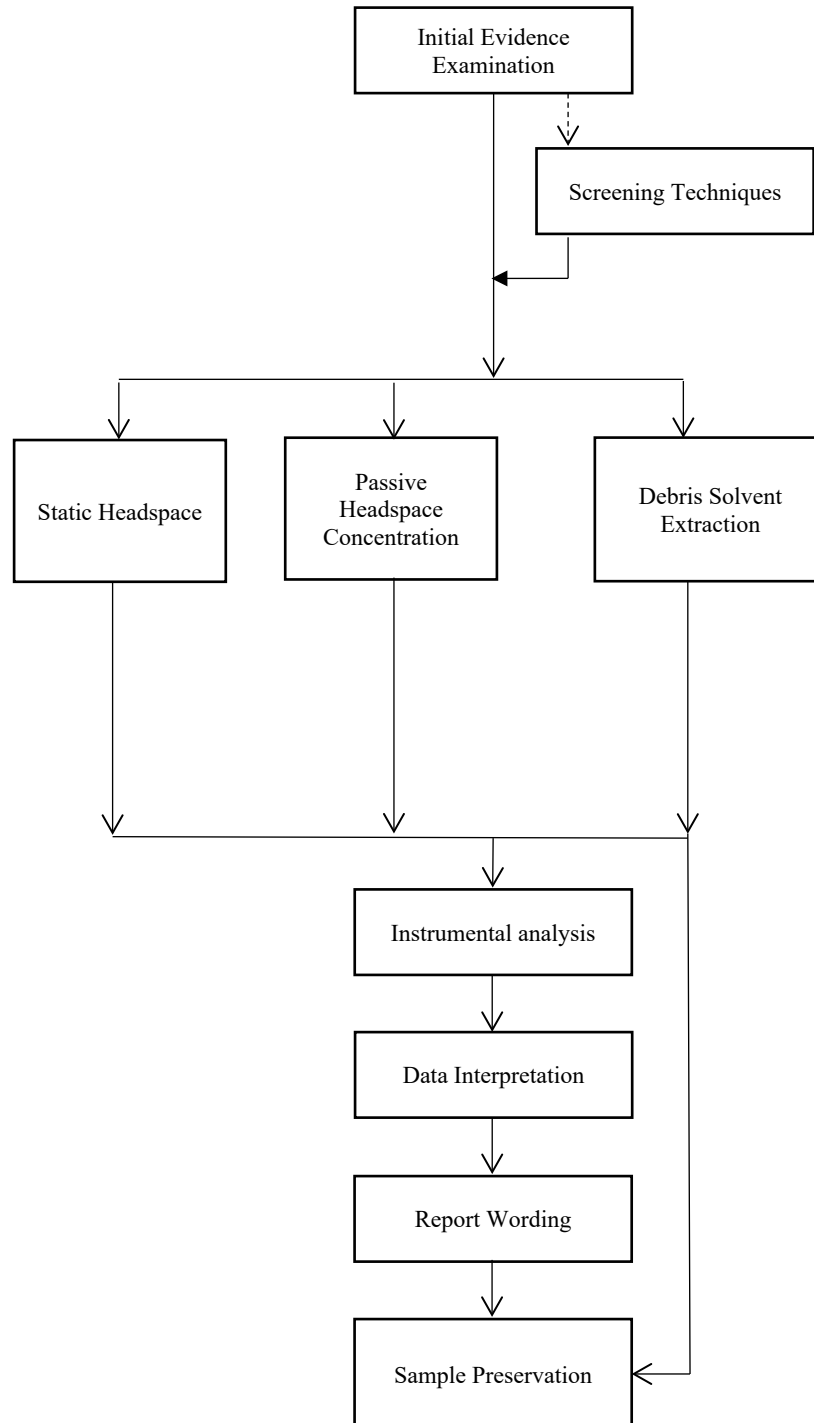 Initial Evidence
Examination
Screening Techniques
Static Headspace
Passive
Headspace
Concentration
Debris Solvent
Extraction
Instrumental analysis
Data Interpretation
Report Wording
Sample Preservation